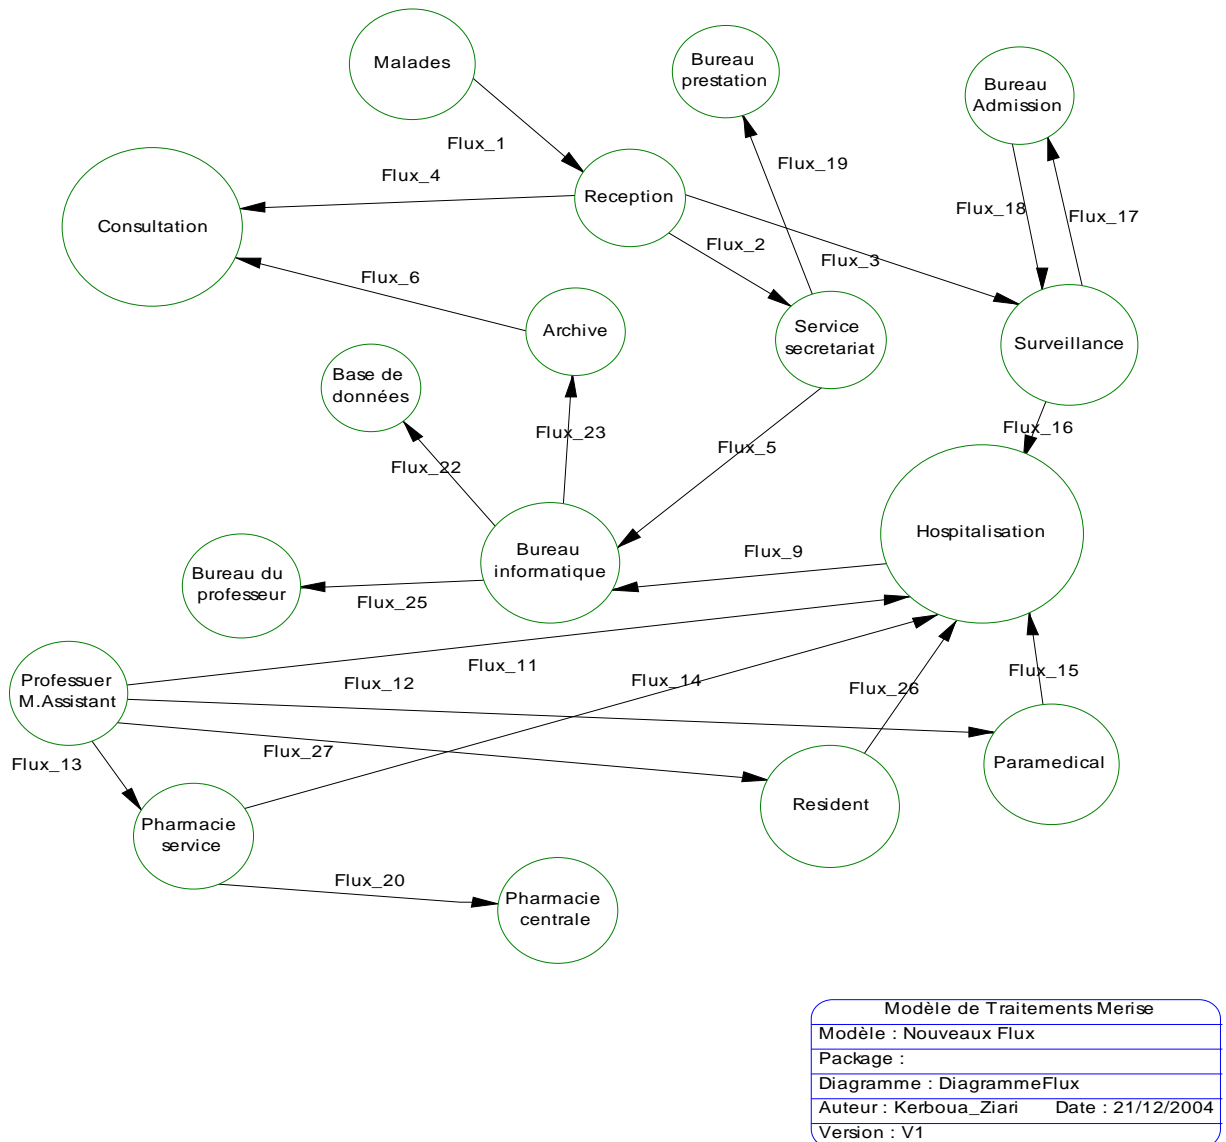 Malades
Bureau
prestation
Bureau
Admission
Flux_1
Flux_19
Flux_4
Reception
Flux_18
Flux_17
Consultation
Flux_2
Flux_3
Flux_6
Archive
Service
secretariat
Surveillance
Base de
données
Flux_23
Flux_16
Flux_5
Flux_22
Hospitalisation
Bureau
informatique
Flux_9
Bureau du
professeur
Flux_25
Flux_11
Flux_12
Flux_14
Flux_26
Flux_15
Professuer
M.Assistant
Flux_27
Flux_13
Paramedical
Resident
Pharmacie
service
Flux_20
Pharmacie
centrale
Modèle de Traitements Merise
Modèle : Nouveaux Flux
Package :
Diagramme : DiagrammeFlux
Auteur : Kerboua_Ziari Date : 21/12/2004
Version : V1